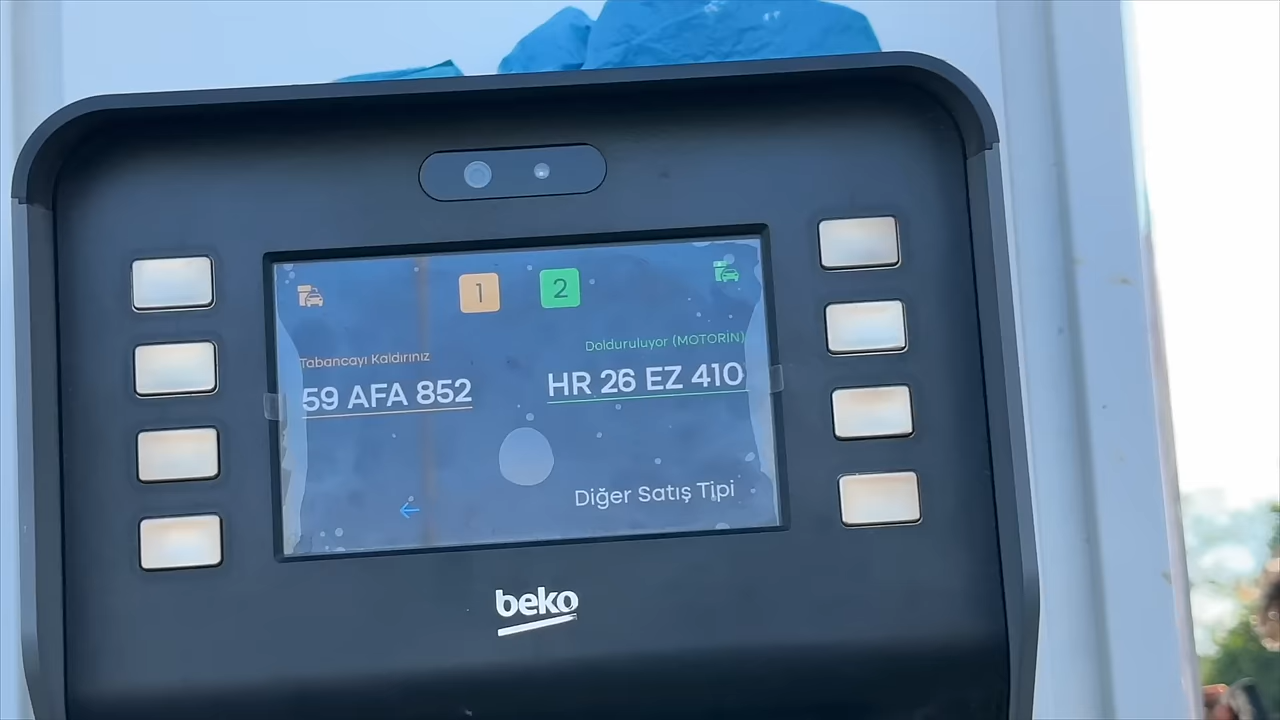 1
2
Tabancayı Kaldırınız
59 AFA 852
Dolduruluyor (MOTORİN)
HR 26 EZ 410
Diğer Satış Tipi
beko